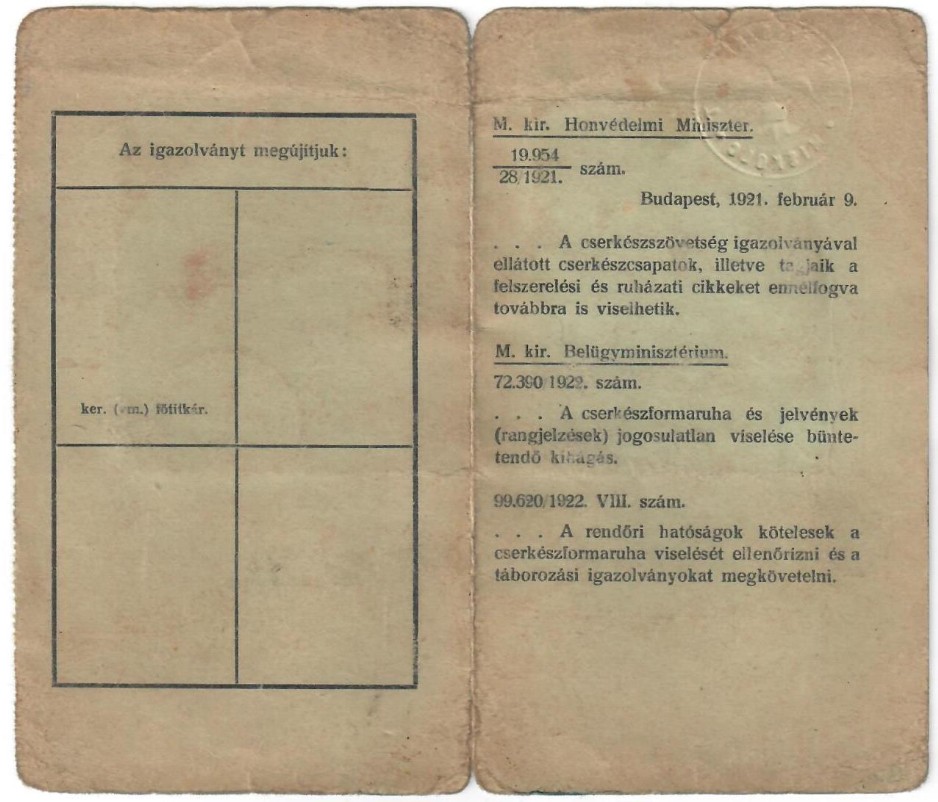 Az igazolványt megújítjuk:
ker. (vm.) főtitkár.
M. kir. Honvédelmi Miniszter.
19.954
28/1921. szám.
Budapest, 1921. február 9.
. . . A cserkészszövetség igazolványával
ellátott cserkészcsapatok, illetve tagjaik a
felszerelési és ruházati cikkeket ennélfogva
továbbra is viselhetik.
M. kir. Belügyminisztérium.
72.390/1922. szám.
. . . A cserkészformaruha és jelvények
(rangjelzések) jogosulatlan viselése bünte-
tendő kihágás.
99.620/1922. VIII. szám.
. . . A rendőri hatóságok kötelesek a
cserkészformaruha viselését ellenőrizni és a
táborozási igazolványokat megkövetelni.